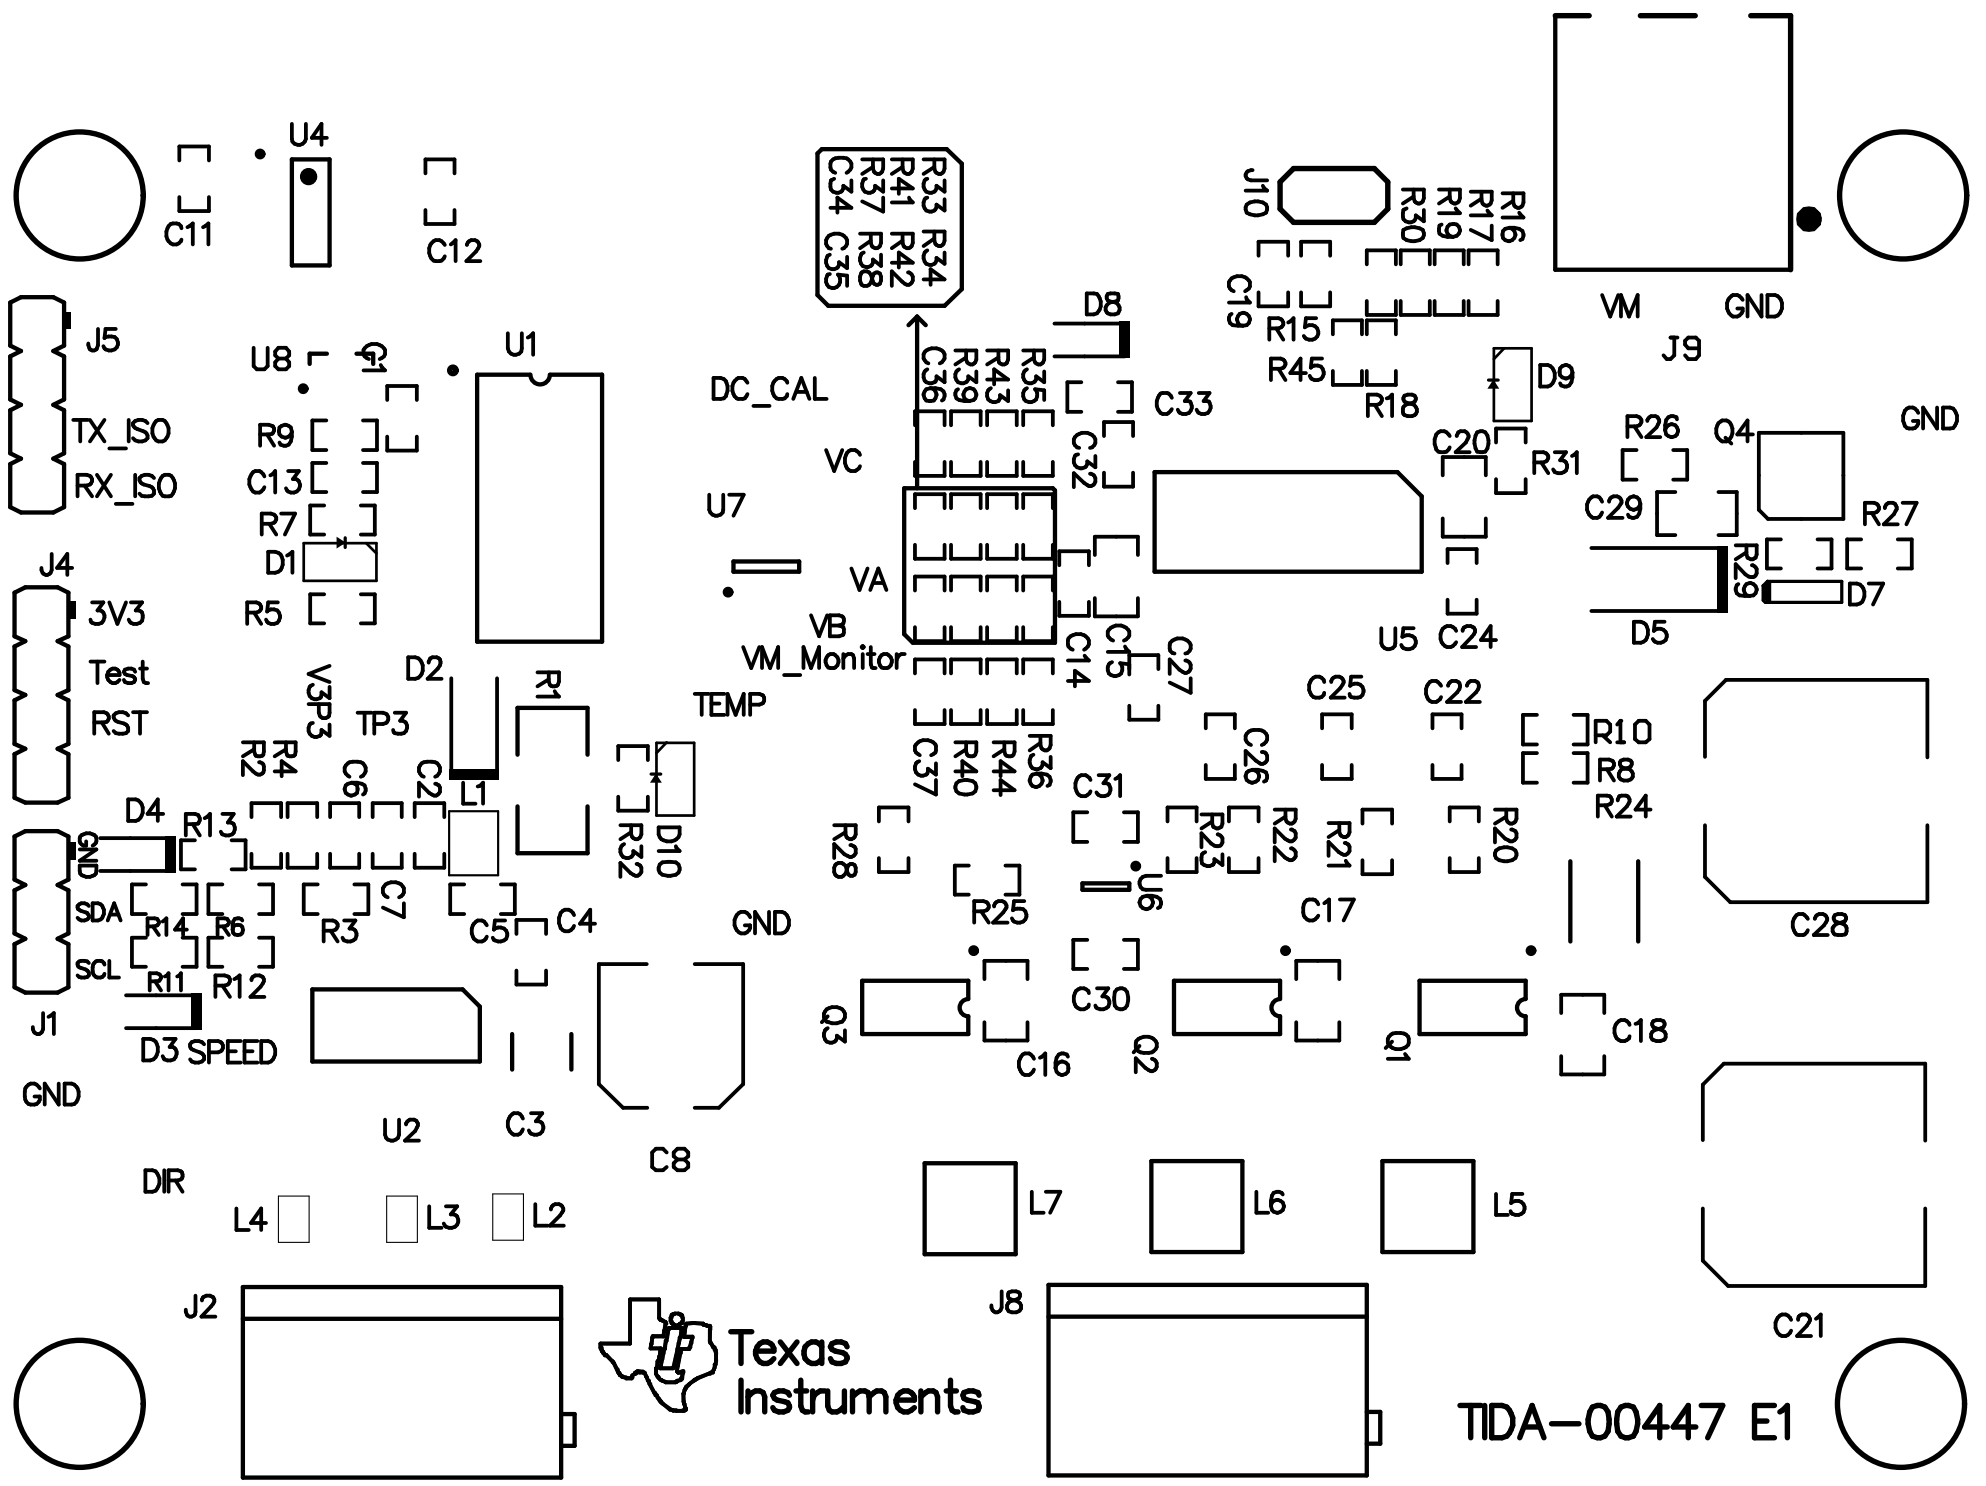 U4
C11
C12
C34 R37 R41 R33
C35 R38 R42 R34
J10
R30 R19 R17 R16
C19
R15
R45
R18
D9
VM GND
J9
D8
J5
U8
C1
U1
TX_ISO
RX_ISO
R9
C13
R7
D1
R5
DC_CAL
C36 R39 R43 R35
C33
C32
VC
U7
VA
VB
VM_Monitor
TEMP
C20
R31
R26
Q4
GND
C29
R27
R29
D7
D5
U5
C24
C14
C15
C27
J4
3V3
Test
RST
V3P3
TP3
D2
R1
R2
R4
C6
C2
L1
R32
D10
C37 R40 R44 R36
C31
C26
C25
C22
R10
R8
R24
D4
R13
GND
SDA
SCL
R14
R6
R3
C7
C5
C4
R11
R12
J1
D3
SPEED
GND
GND
R28
R25
U6
R23
R22
R21
R20
C17
C28
Q3
C30
C16
Q2
Q1
C18
U2
C3
C8
DIR
L4
L3
L2
L7
L6
L5
J2
J8
C21
Texas
Instruments
TIDA-00447 E1